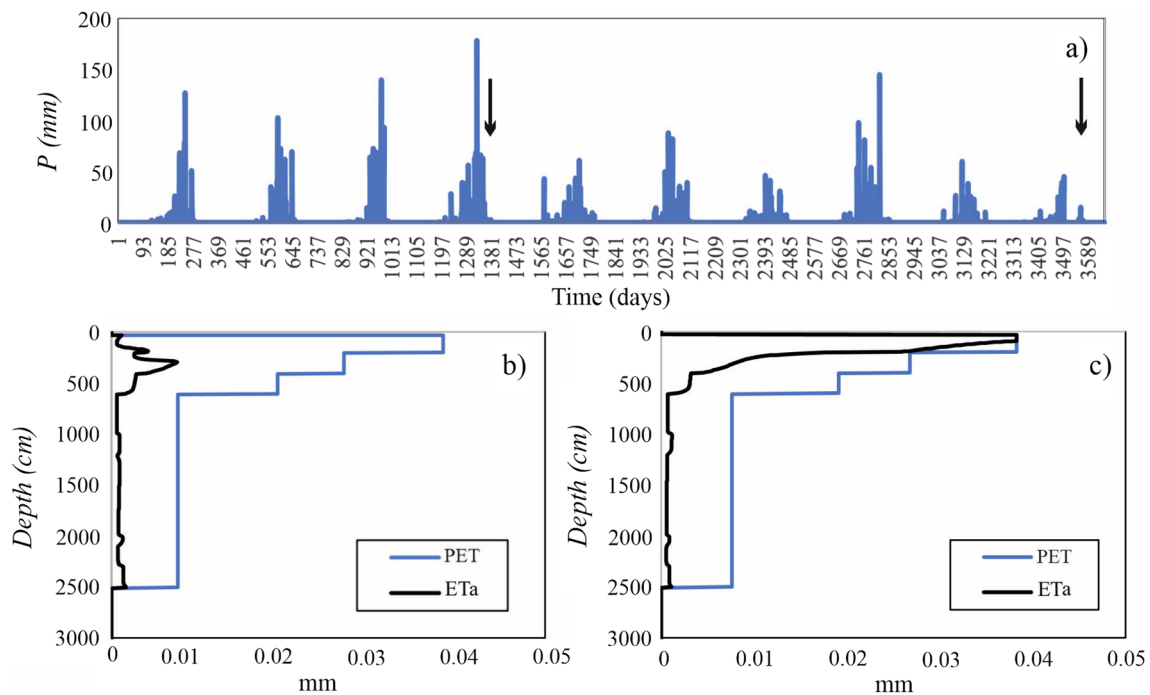 200
150
100
50
0
P (mm)
a)
1 93 185 277 369 461 553 645 737 829 921 1013 1105 1197 1289 1381 1473 1565 1657 1749 1841 1933 2025 2117 2209 2301 2393 2485 2577 2669 2761 2853 2945 3037 3129 3221 3313 3405 3497 3589
Time (days)
0
500
1000
1500
2000
2500
3000
Depth (cm)
b)
PET
ETa
0 0.01 0.02 0.03 0.04 0.05
mm
0
500
1000
1500
2000
2500
3000
Depth (cm)
c)
PET
ETa
0 0.01 0.02 0.03 0.04 0.05
mm